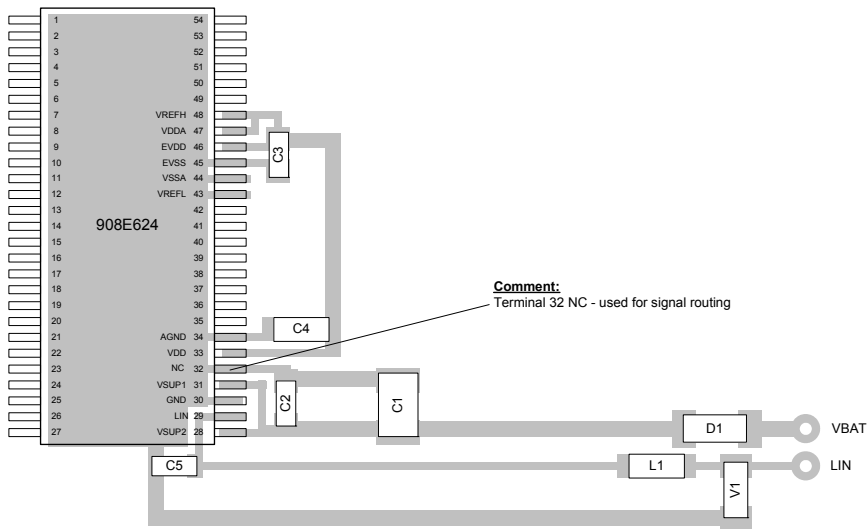 1 54
2 53
3 52
4 51
5 50
6 49
7 VREFH 48
8 VDDA 47
9 EVDD 46
10 EVSS 45
11 VSSA 44
12 VREFL 43
13 42
14 908E624 41
15 40
16 39
17 38
18 37
19 36
20 35
21 AGND 34
22 VDD 33
23 NC 32
24 VSUP1 31
25 GND 30
26 LIN 29
27 VSUP2 28
C3
Comment:
Terminal 32 NC - used for signal routing
C4
C2
C1
D1
VBAT
C5
L1
V1
LIN